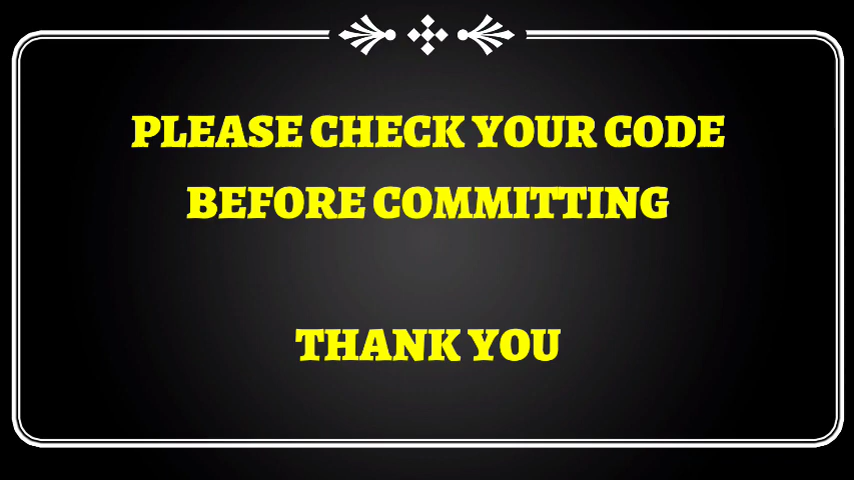 PLEASE CHECK YOUR CODE
BEFORE COMMITTING
THANK YOU